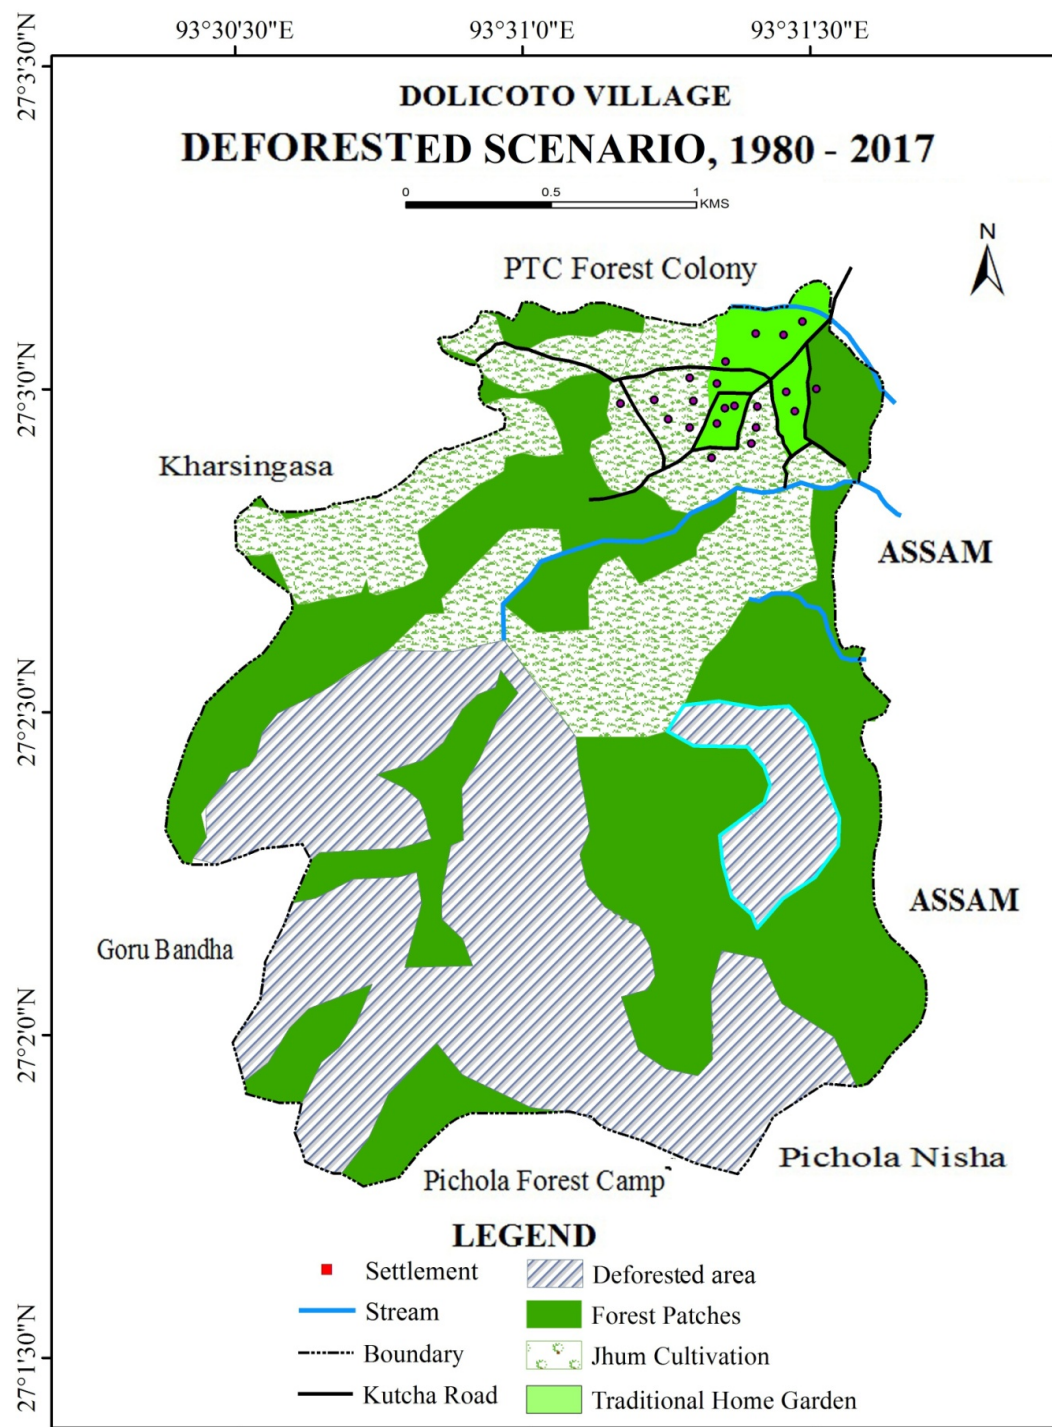 93°30'30"E 93°31'0"E 93°31'30"E
27°3'30"N
DOLICOTO VILLAGE
DEFORESTED SCENARIO, 1980 - 2017
0 0.5 1
KMS
N
PTC Forest Colony
27°3'0"N
Kharsingasa
ASSAM
27°2'30"N
ASSAM
Goru Bandha
27°2'0"N
Pichola Nisha
Pichola Forest Camp
LEGEND
Settlement Deforested area
Stream Forest Patches
Boundary Jhum Cultivation
Kutcha Road Traditional Home Garden
27°1'30"N